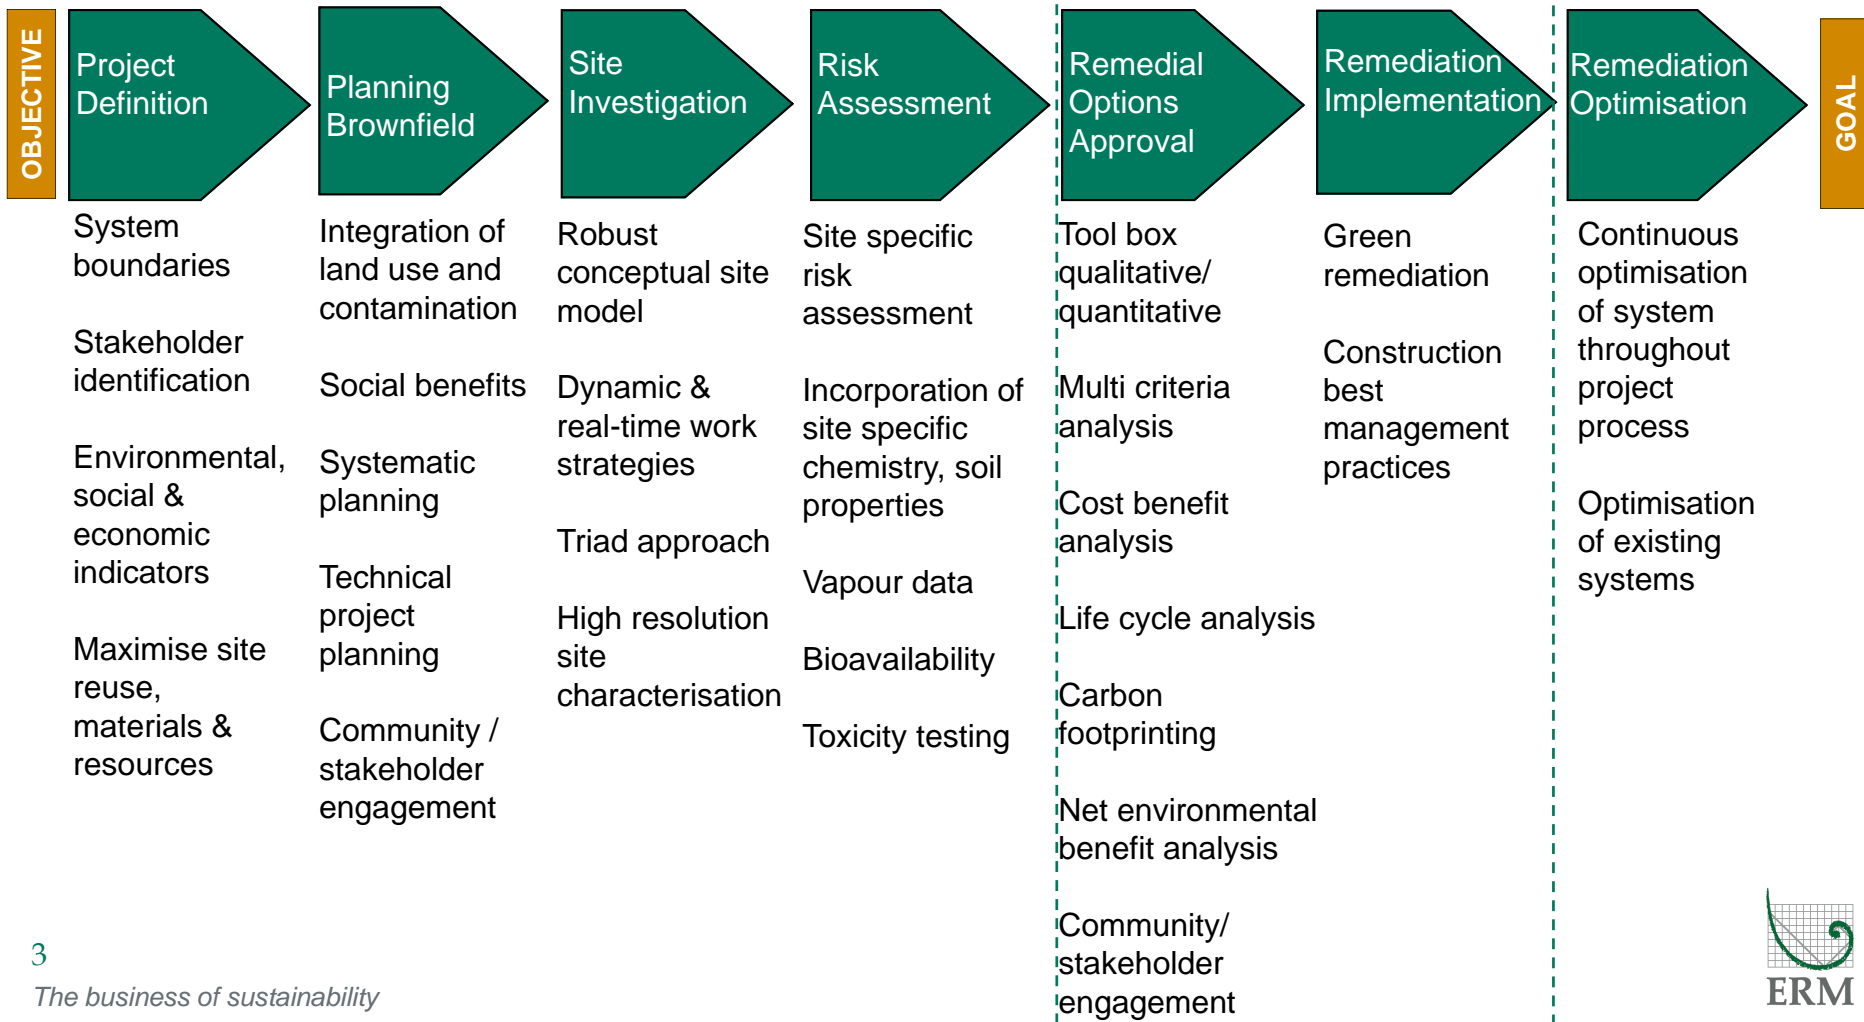 OBJECTIVE
Project
Definition
System
boundaries
Stakeholder
identification
Environmental,
social &
economic
indicators
Maximise site
reuse,
materials &
resources
Planning
Brownfield
Integration of
land use and
contamination
Social benefits
Systematic
planning
Technical
project
planning
Community /
stakeholder
engagement
Site
Investigation
Robust
conceptual site
model
Dynamic &
real-time work
strategies
Triad approach
High resolution
site
characterisation
Risk
Assessment
Site specific
risk
assessment
Incorporation of
site specific
chemistry, soil
properties
Vapour data
Bioavailability
Toxicity testing
Remedial
Options
Approval
Tool box
qualitative/
quantitative
Multi criteria
analysis
Cost benefit
analysis
Life cycle analysis
Carbon
footprinting
Net environmental
benefit analysis
Community/
stakeholder
engagement
Remediation
Implementation
Green
remediation
Construction
best
management
practices
Remediation
Optimisation
Continuous
optimisation
of system
throughout
project
process
Optimisation
of existing
systems
GOAL
3
The business of sustainability
ERM